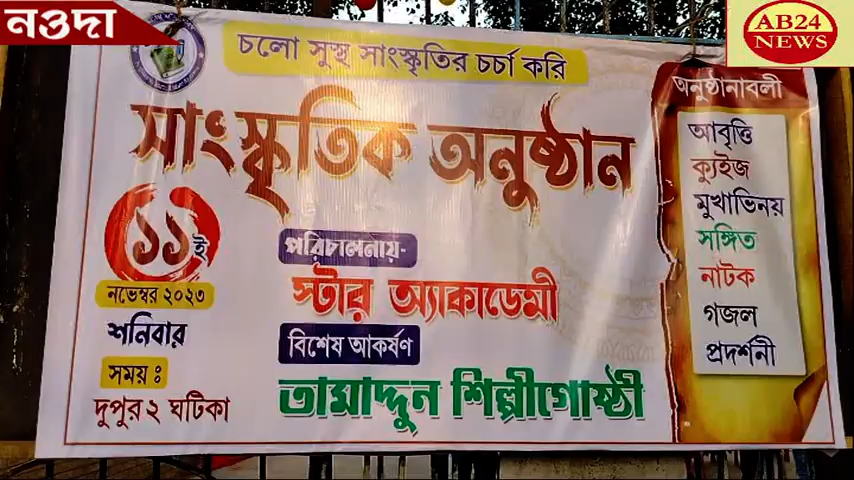 নওদা
AB24
NEWS
চলো সুস্থ সাংস্কৃতির চর্চা করি
সাংস্কৃতিক অনুষ্ঠান
১১ই
নভেম্বর ২০২৩
শনিবার
সময় :
দুপুর ২ ঘটিকা
পরিচালনায়-
স্টার অ্যাকাডেমী
বিশেষ আকর্ষণ
তামাদ্দুন শিল্পীগোষ্ঠী
অনুষ্ঠানাবলী
আবৃত্তি
ক্যুইজ
মুখাভিনয়
সঙ্গিত
নাটক
গজল
প্রদর্শনী